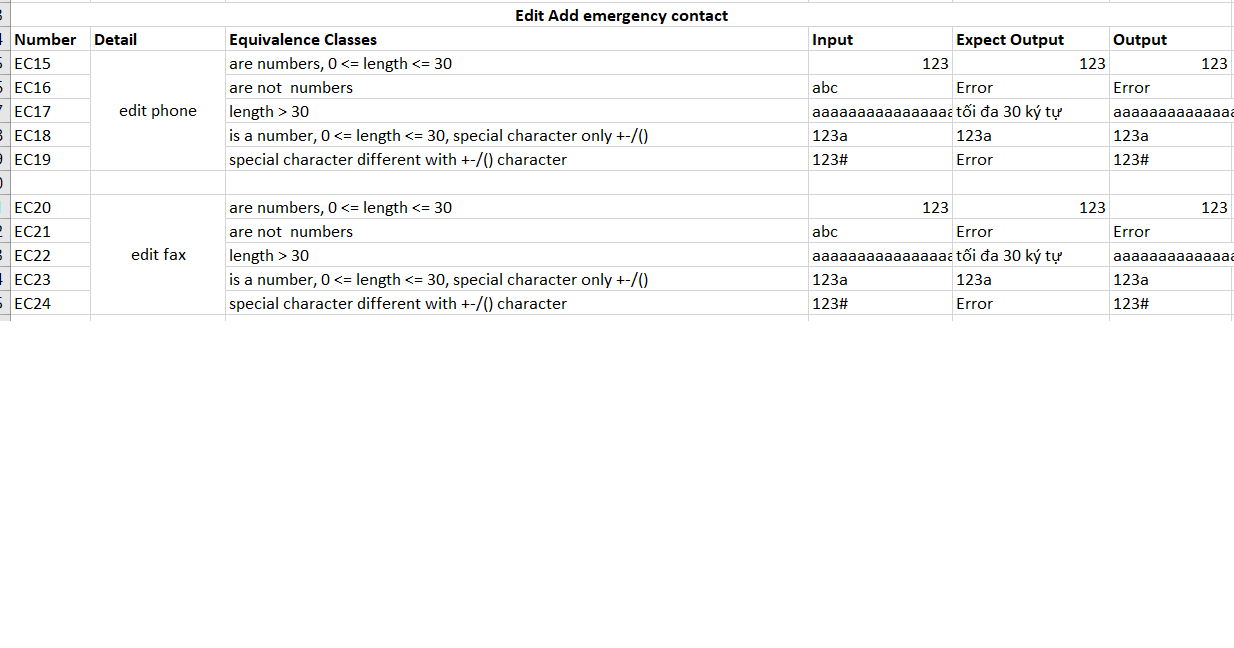 Edit Add emergency contact
Number Detail Equivalence Classes Input Expect Output Output
EC15 are numbers, 0 <= length <= 30 123 123 123
EC16 are not  numbers abc Error Error
edit phone
EC17 length > 30 aaaaaaaaaaaaaaaa tối đa 30 ký tự aaaaaaaaaaaaaa
EC18 is a number, 0 <= length <= 30, special character only +-/() 123a 123a 123a
EC19 special character different with +-/() character 123# Error 123#
EC20 are numbers, 0 <= length <= 30 123 123 123
EC21 are not  numbers abc Error Error
edit fax
EC22 length > 30 aaaaaaaaaaaaaaaa tối đa 30 ký tự aaaaaaaaaaaaaa
EC23 is a number, 0 <= length <= 30, special character only +-/() 123a 123a 123a
EC24 special character different with +-/() character 123# Error 123#